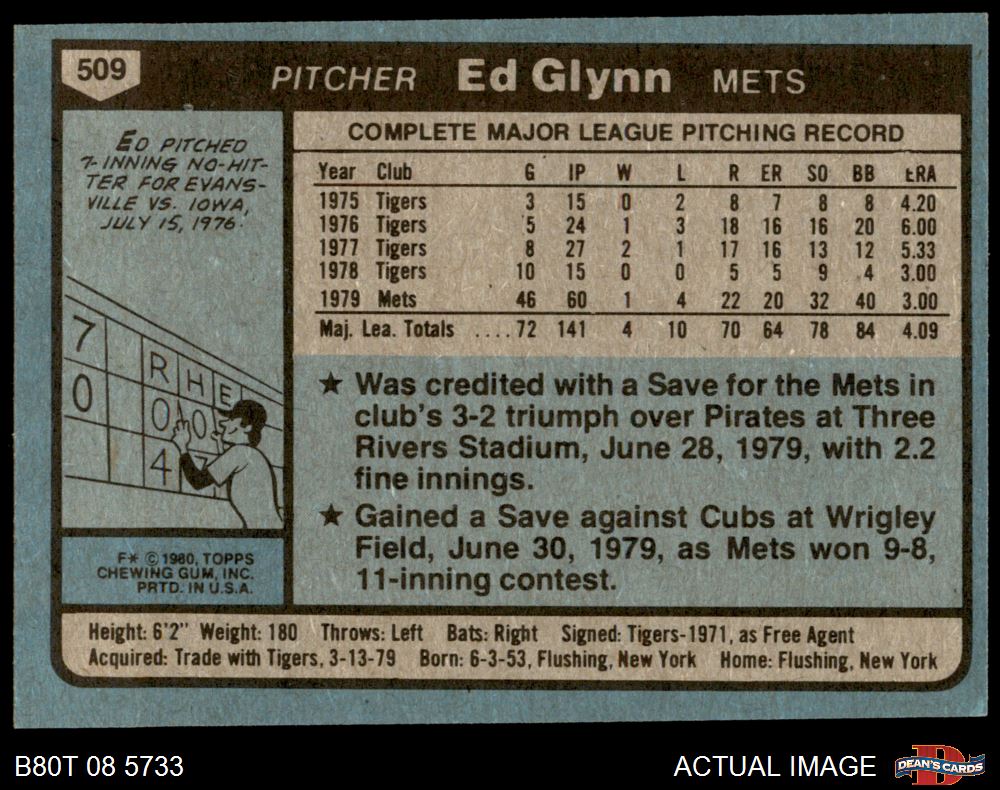 509 PITCHER Ed Glynn METS
ED PITCHED
7-INNING NO-HIT-
TER FOR EVANS-
VILLE VS. IOWA,
JULY 15, 1976.
7
0
R H E
0 0
4
F* © 1980, TOPPS
CHEWING GUM, INC.
PRTD. IN U.S.A.
COMPLETE MAJOR LEAGUE PITCHING RECORD
Year Club G IP W L R ER SO BB ERA
1975 Tigers 3 15 0 2 8 7 8 8 4.20
1976 Tigers 5 24 1 3 18 16 16 20 6.00
1977 Tigers 8 27 2 1 17 16 13 12 5.33
1978 Tigers 10 15 0 0 5 5 9 4 3.00
1979 Mets 46 60 1 4 22 20 32 40 3.00
Maj. Lea. Totals ....72 141 4 10 70 64 78 84 4.09
★ Was credited with a Save for the Mets in
club's 3-2 triumph over Pirates at Three
Rivers Stadium, June 28, 1979, with 2.2
fine innings.
★ Gained a Save against Cubs at Wrigley
Field, June 30, 1979, as Mets won 9-8,
11-inning contest.
Height: 6'2" Weight: 180 Throws: Left Bats: Right Signed: Tigers-1971, as Free Agent
Acquired: Trade with Tigers, 3-13-79 Born: 6-3-53, Flushing, New York Home: Flushing, New York
B80T 08 5733 ACTUAL IMAGE DEAN'S CARDS